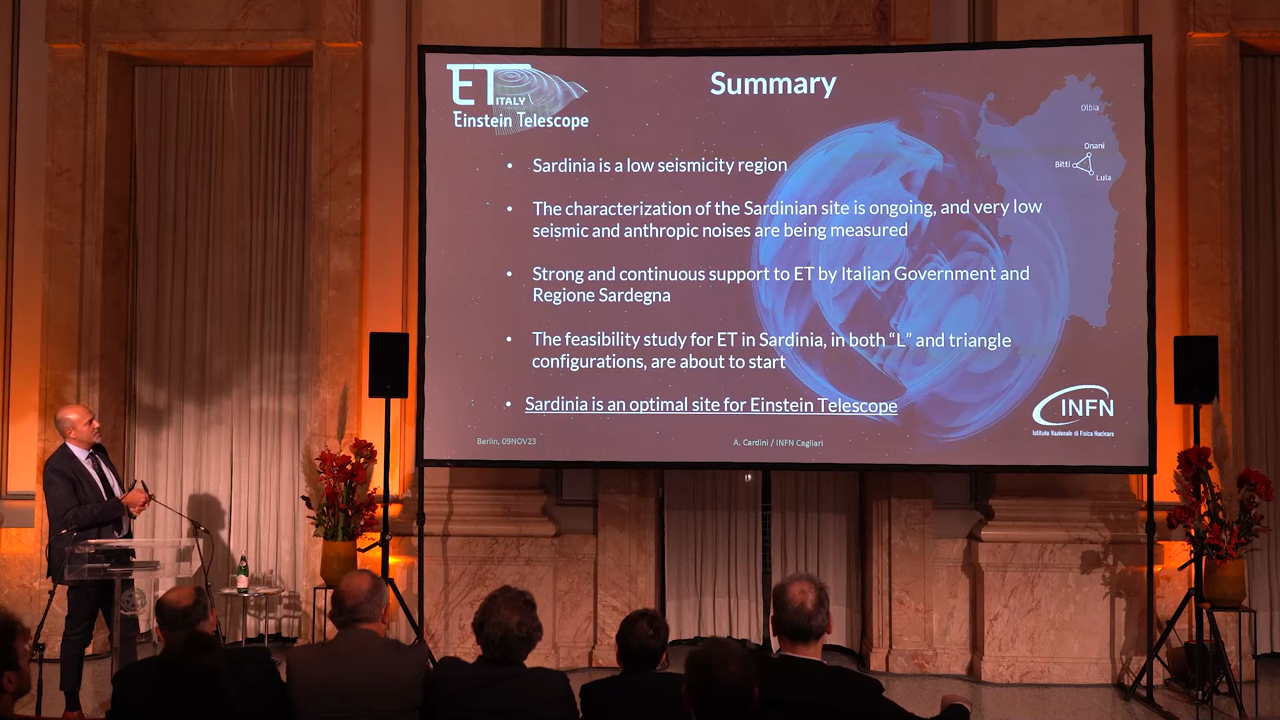 ET
ITALY
Einstein Telescope
Summary
Olbia
Onani
Bitti
Lula
• Sardinia is a low seismicity region
• The characterization of the Sardinian site is ongoing, and very low
seismic and anthropic noises are being measured
• Strong and continuous support to ET by Italian Government and
Regione Sardegna
• The feasibility study for ET in Sardinia, in both “L” and triangle
configurations, are about to start
• Sardinia is an optimal site for Einstein Telescope
INFN
Istituto Nazionale di Fisica Nucleare
Berlin, 09NOV23
A. Cardini / INFN Cagliari